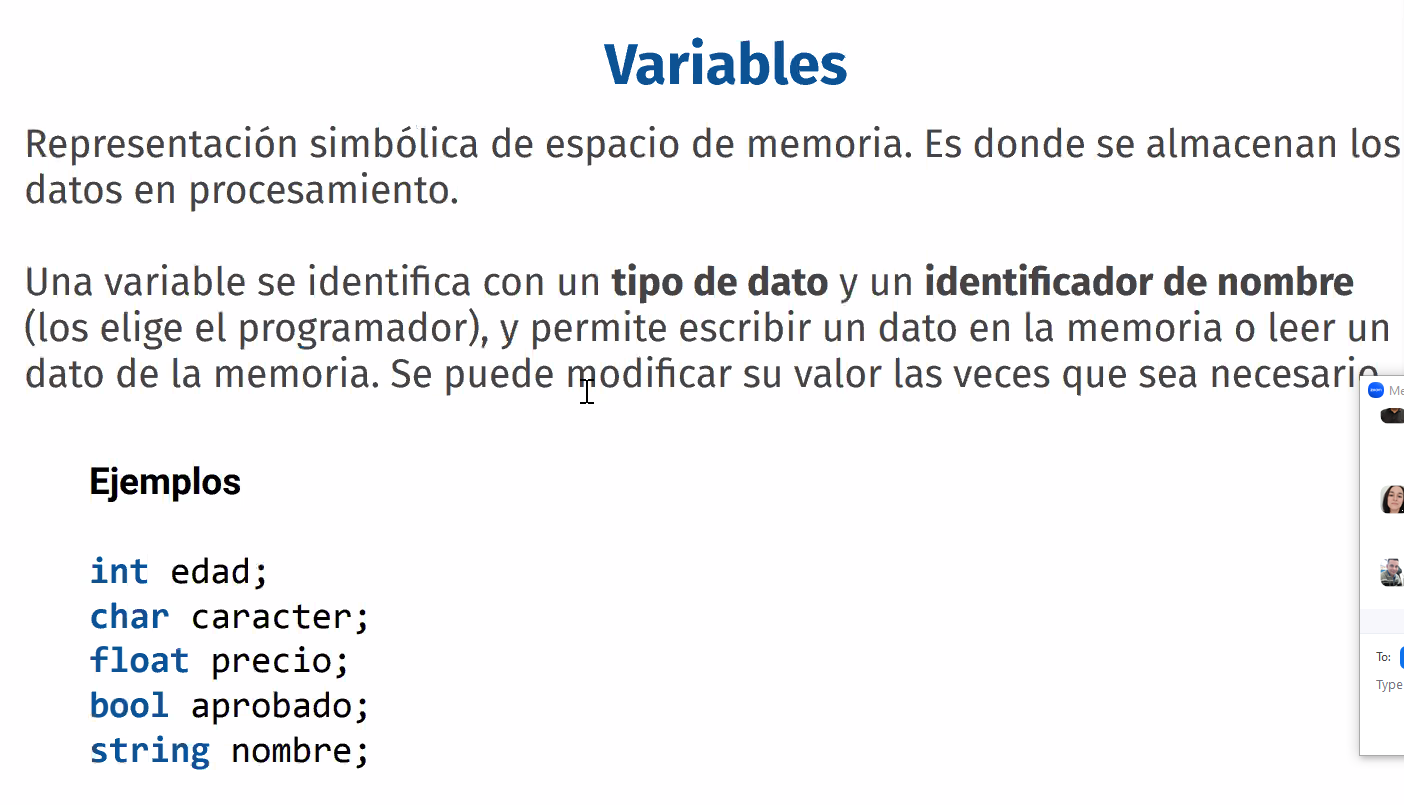 Variables
Representación simbólica de espacio de memoria. Es donde se almacenan los
datos en procesamiento.
Una variable se identifica con un tipo de dato y un identificador de nombre
(los elige el programador), y permite escribir un dato en la memoria o leer un
dato de la memoria. Se puede modificar su valor las veces que sea necesario
Ejemplos
int edad;
char caracter;
float precio;
bool aprobado;
string nombre;
zoom
Me
To:
Type